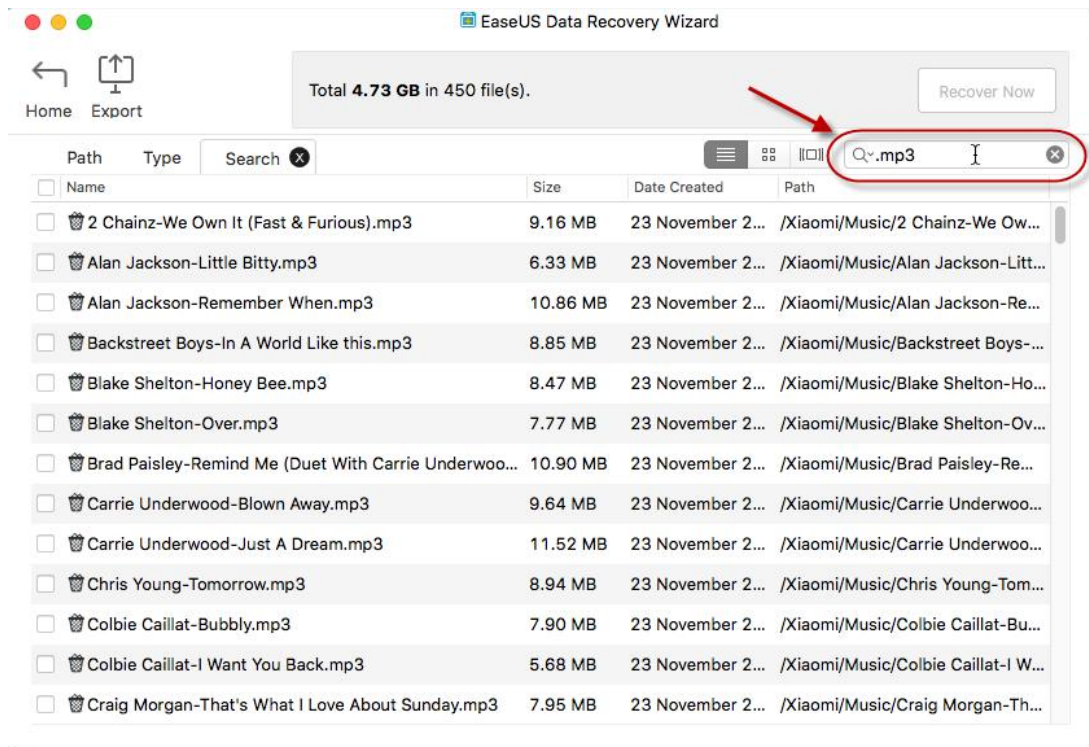 EaseUS Data Recovery Wizard
Total 4.73 GB in 450 file(s).
Recover Now
Home Export
Path Type Search X
.mp3
Name Size Date Created Path
2 Chainz-We Own It (Fast & Furious).mp3 9.16 MB 23 November 2... /Xiaomi/Music/2 Chainz-We Ow...
Alan Jackson-Little Bitty.mp3 6.33 MB 23 November 2... /Xiaomi/Music/Alan Jackson-Litt...
Alan Jackson-Remember When.mp3 10.86 MB 23 November 2... /Xiaomi/Music/Alan Jackson-Re...
Backstreet Boys-In A World Like this.mp3 8.85 MB 23 November 2... /Xiaomi/Music/Backstreet Boys-...
Blake Shelton-Honey Bee.mp3 8.47 MB 23 November 2... /Xiaomi/Music/Blake Shelton-Ho...
Blake Shelton-Over.mp3 7.77 MB 23 November 2... /Xiaomi/Music/Blake Shelton-Ov...
Brad Paisley-Remind Me (Duet With Carrie Underwoo... 10.90 MB 23 November 2... /Xiaomi/Music/Brad Paisley-Re...
Carrie Underwood-Blown Away.mp3 9.64 MB 23 November 2... /Xiaomi/Music/Carrie Underwoo...
Carrie Underwood-Just A Dream.mp3 11.52 MB 23 November 2... /Xiaomi/Music/Carrie Underwoo...
Chris Young-Tomorrow.mp3 8.94 MB 23 November 2... /Xiaomi/Music/Chris Young-Tom...
Colbie Caillat-Bubbly.mp3 7.90 MB 23 November 2... /Xiaomi/Music/Colbie Caillat-Bu...
Colbie Caillat-I Want You Back.mp3 5.68 MB 23 November 2... /Xiaomi/Music/Colbie Caillat-I W...
Craig Morgan-That's What I Love About Sunday.mp3 7.95 MB 23 November 2... /Xiaomi/Music/Craig Morgan-Th...